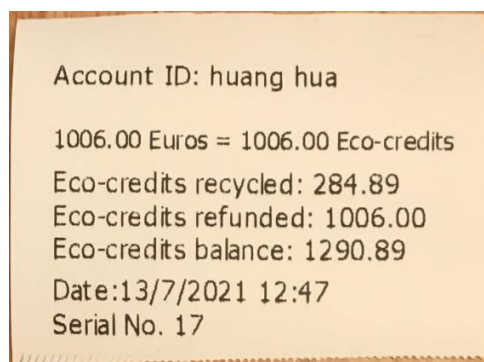 Account ID: huang hua
1006.00 Euros = 1006.00 Eco-credits
Eco-credits recycled: 284.89
Eco-credits refunded: 1006.00
Eco-credits balance: 1290.89
Date:13/7/2021 12:47
Serial No. 17